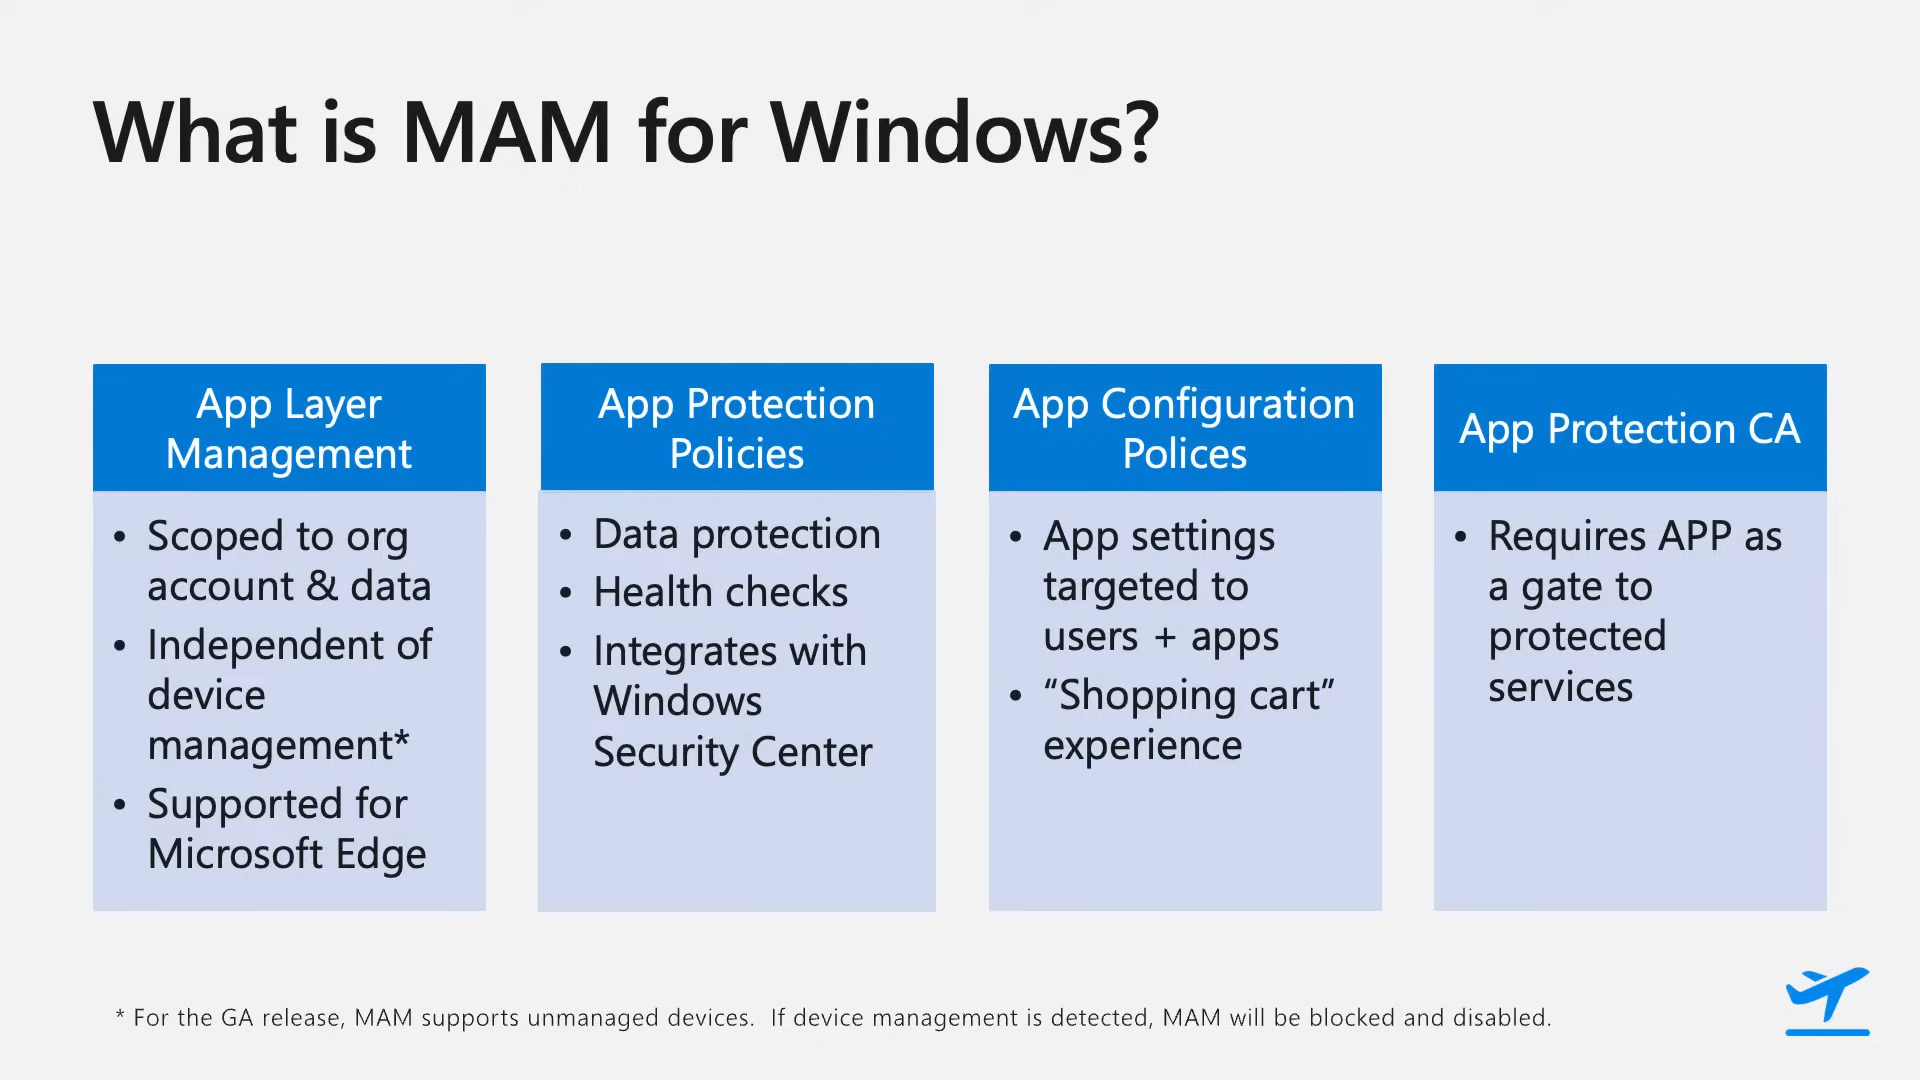 What is MAM for Windows?
App Layer
Management
• Scoped to org
account & data
• Independent of
device
management*
• Supported for
Microsoft Edge
App Protection
Policies
• Data protection
• Health checks
• Integrates with
Windows
Security Center
App Configuration
Polices
• App settings
targeted to
users + apps
• “Shopping cart”
experience
App Protection CA
• Requires APP as
a gate to
protected
services
* For the GA release, MAM supports unmanaged devices.  If device management is detected, MAM will be blocked and disabled.